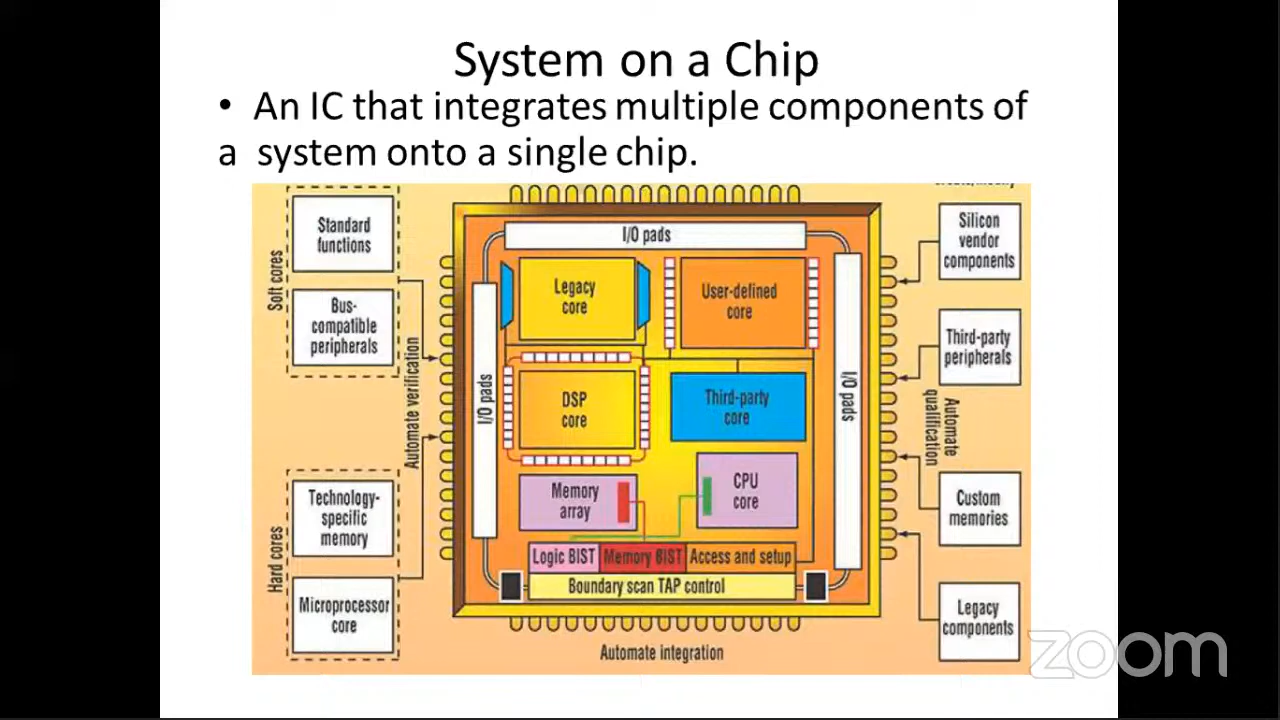 System on a Chip
• An IC that integrates multiple components of
a system onto a single chip.
Standard
functions
Bus-
compatible
peripherals
Soft cores
Automate verification
Technology-
specific
memory
Microprocessor
core
Hard cores
I/O pads
I/O pads
I/O pads
Legacy
core
User-defined
core
DSP
core
Third-party
core
Memory
array
CPU
core
Logic BIST
Memory BIST
Access and setup
Boundary scan TAP control
Automate integration
Silicon
vendor
components
Third-party
peripherals
Automate
qualification
Custom
memories
Legacy
components
zoom